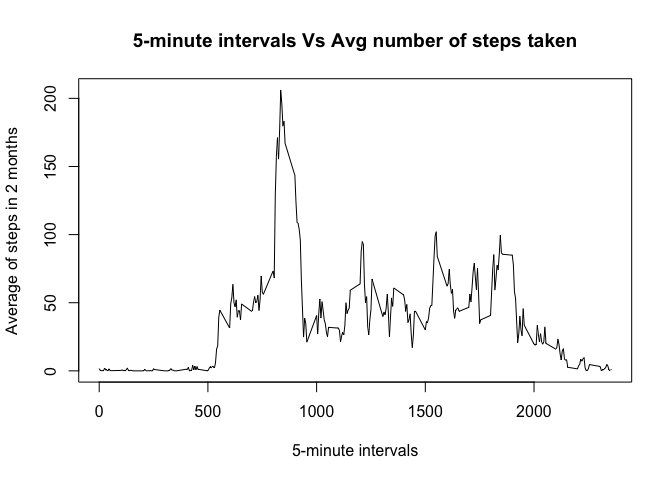 5-minute intervals Vs Avg number of steps taken
Average of steps in 2 months
200
150
100
50
0
0 500 1000 1500 2000
5-minute intervals